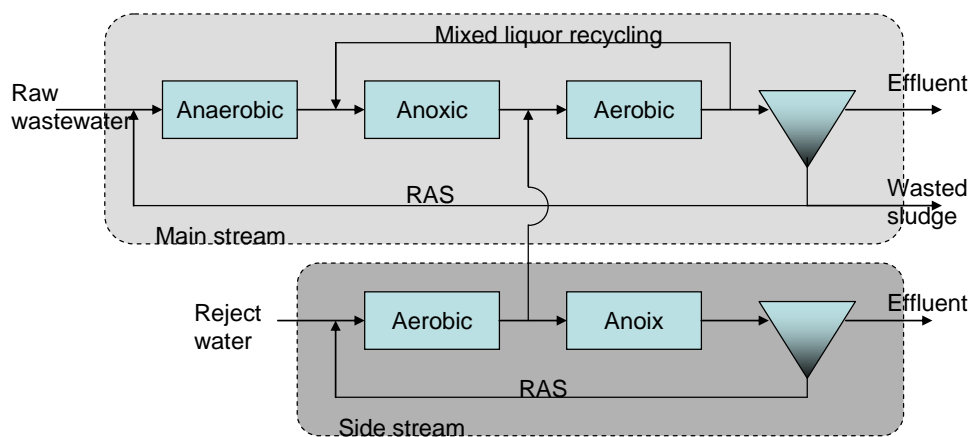 Mixed liquor recycling
Raw
wastewater
Anaerobic
Anoxic
Aerobic
Effluent
RAS
Wasted
sludge
Main stream
Reject
water
Aerobic
Anoix
Effluent
RAS
Side stream